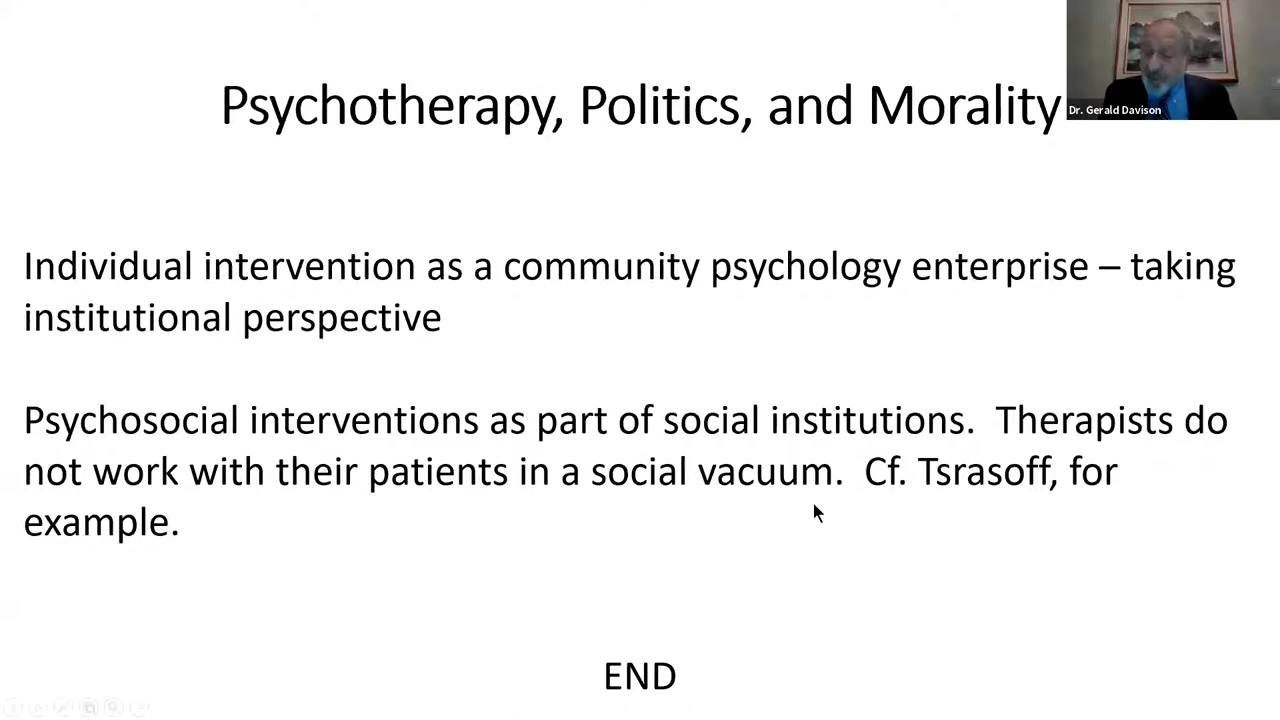 Psychotherapy, Politics, and Morality
Dr. Gerald Davison
Individual intervention as a community psychology enterprise – taking
institutional perspective
Psychosocial interventions as part of social institutions.  Therapists do
not work with their patients in a social vacuum.  Cf. Tsrasoff, for
example.
END